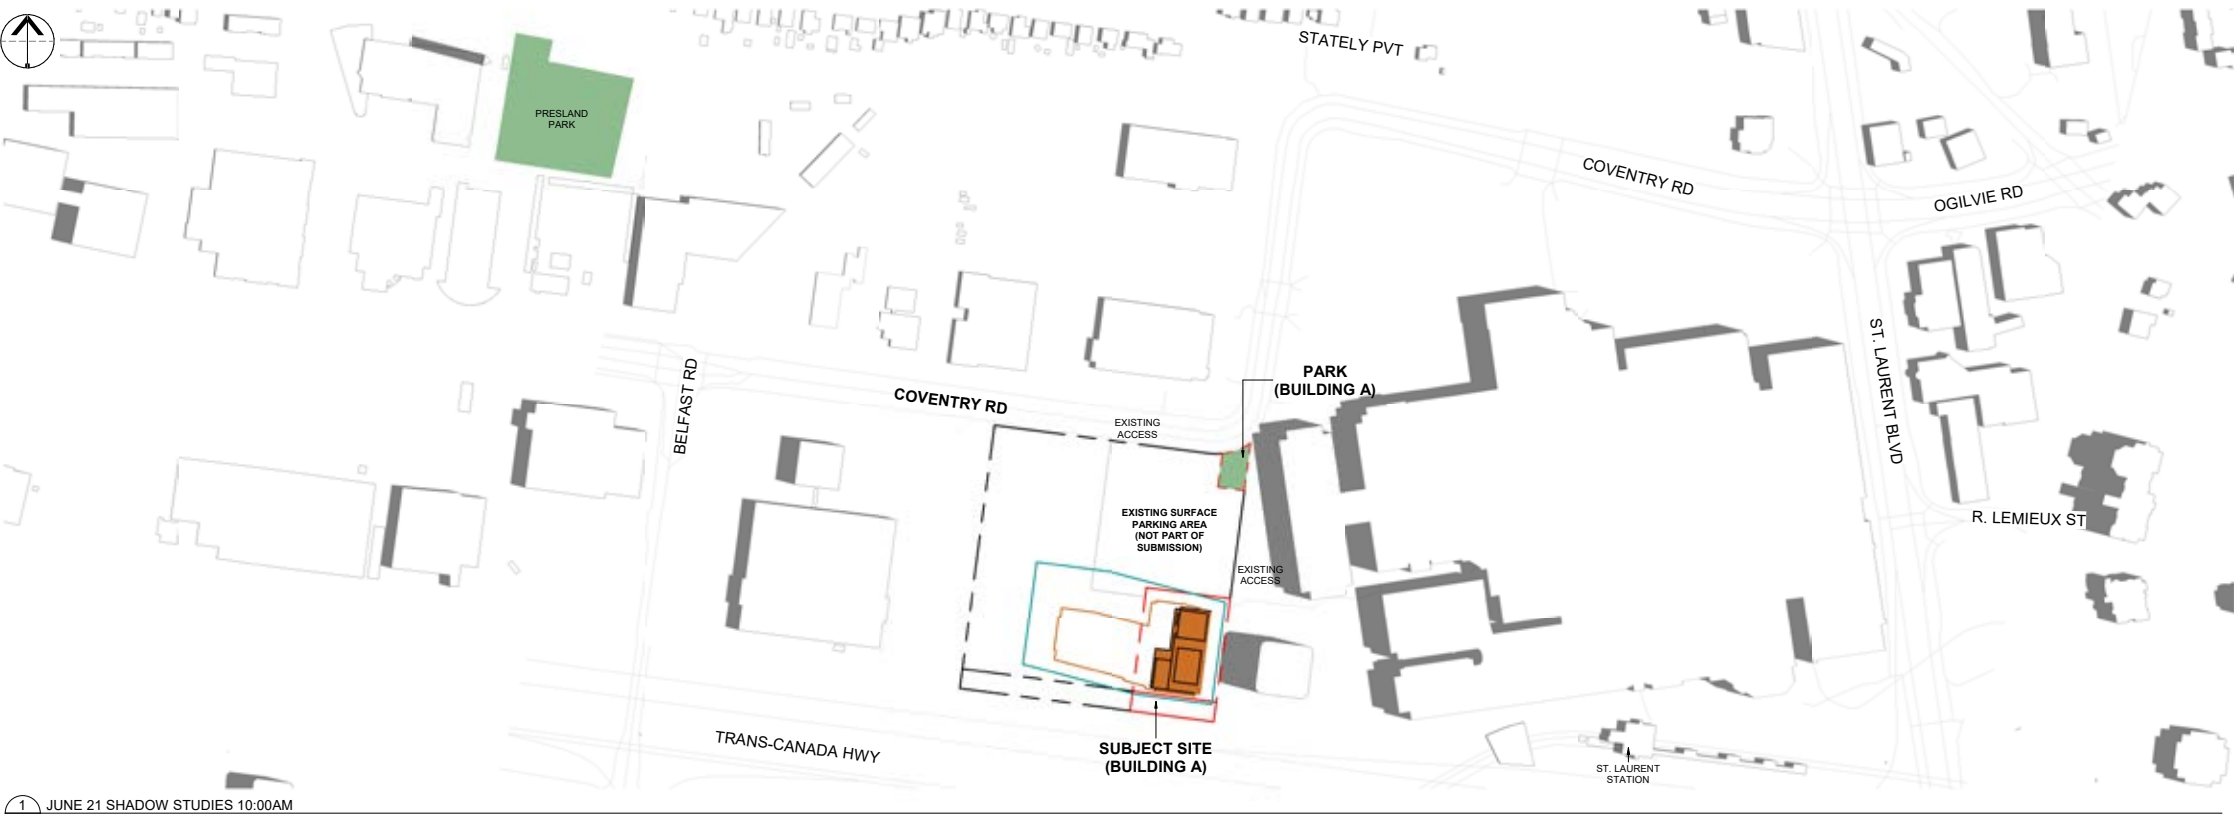 STATELY PVT
PRESLAND
PARK
COVENTRY RD
OGILVIE RD
BELFAST RD
COVENTRY RD
PARK
(BUILDING A)
ST. LAURENT BLVD
EXISTING
ACCESS
EXISTING SURFACE
PARKING AREA
(NOT PART OF
SUBMISSION)
R. LEMIEUX ST
EXISTING
ACCESS
TRANS-CANADA HWY
SUBJECT SITE
(BUILDING A)
ST. LAURENT
STATION
1 JUNE 21 SHADOW STUDIES 10:00AM